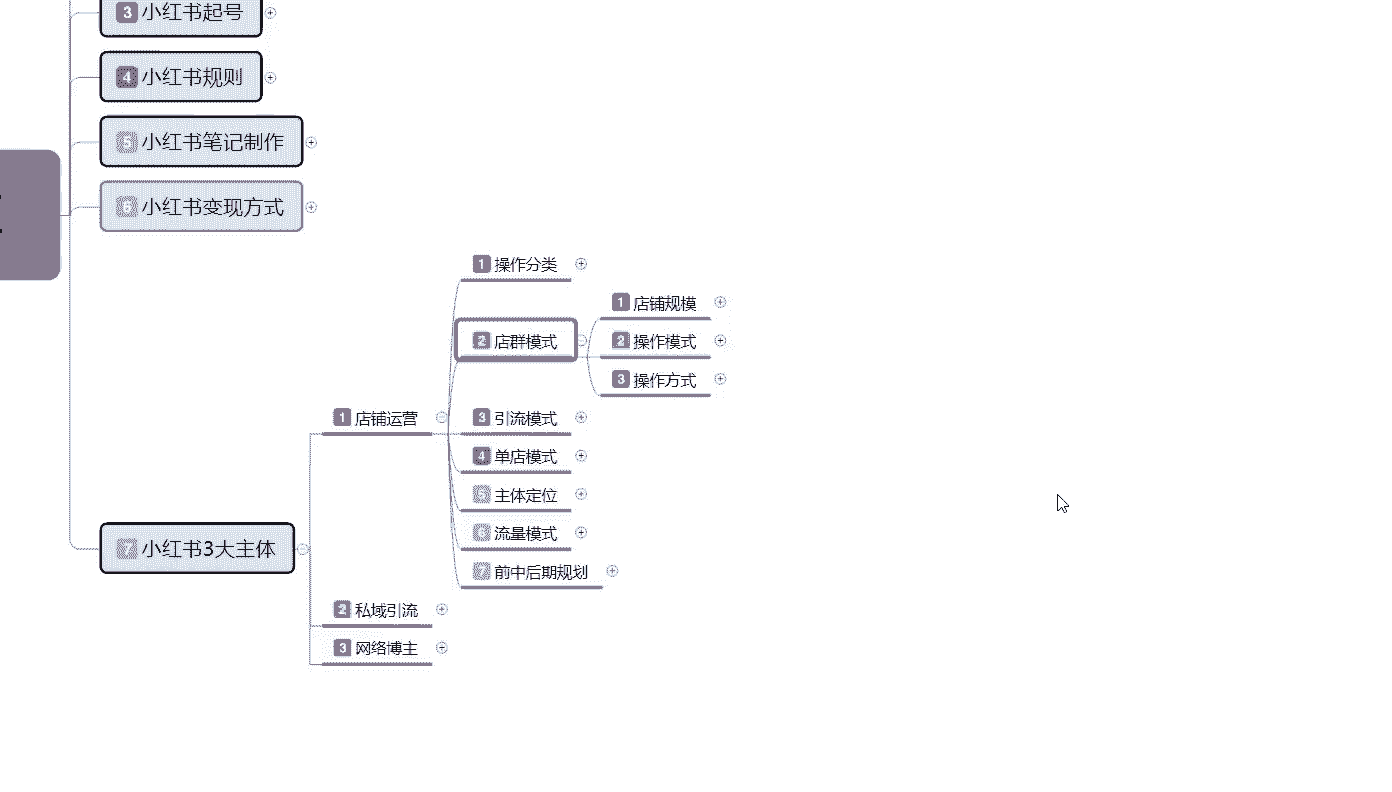 3 小红书起号
4 小红书规则
5 小红书笔记制作
6 小红书变现方式
7 小红书3大主体
1 店铺运营
1 操作分类
2 店群模式
1 店铺规模
2 操作模式
3 操作方式
3 引流模式
4 单店模式
5 主体定位
6 流量模式
7 前中后期规划
2 私域引流
3 网络博主